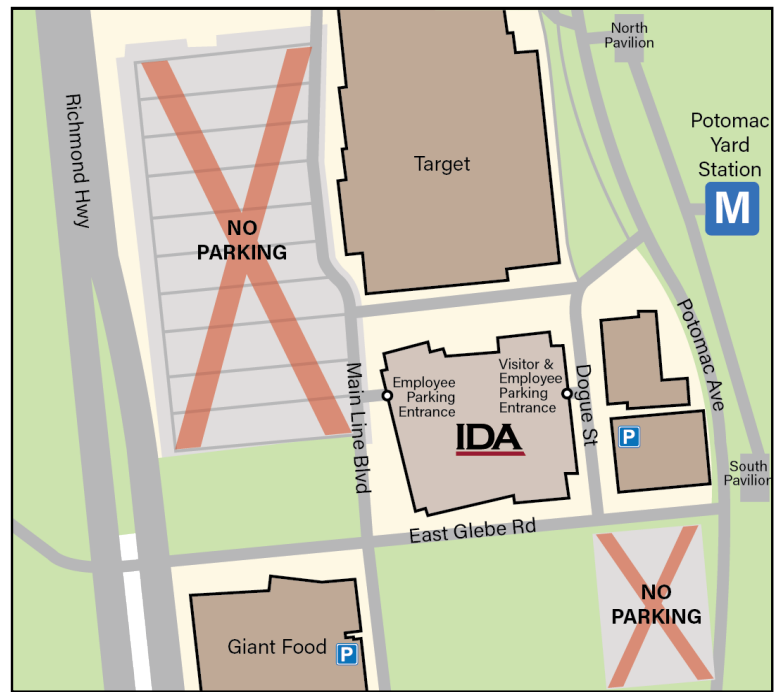 North
Pavilion
Richmond Hwy
Potomac
Yard
Station
M
Target
NO
PARKING
Potomac Ave
Main Line Blvd
Employee
Parking
Entrance
Visitor &
Employee
Parking
Entrance
Dogue St
IDA
P
South
Pavilion
East Glebe Rd
NO
PARKING
Giant Food
P